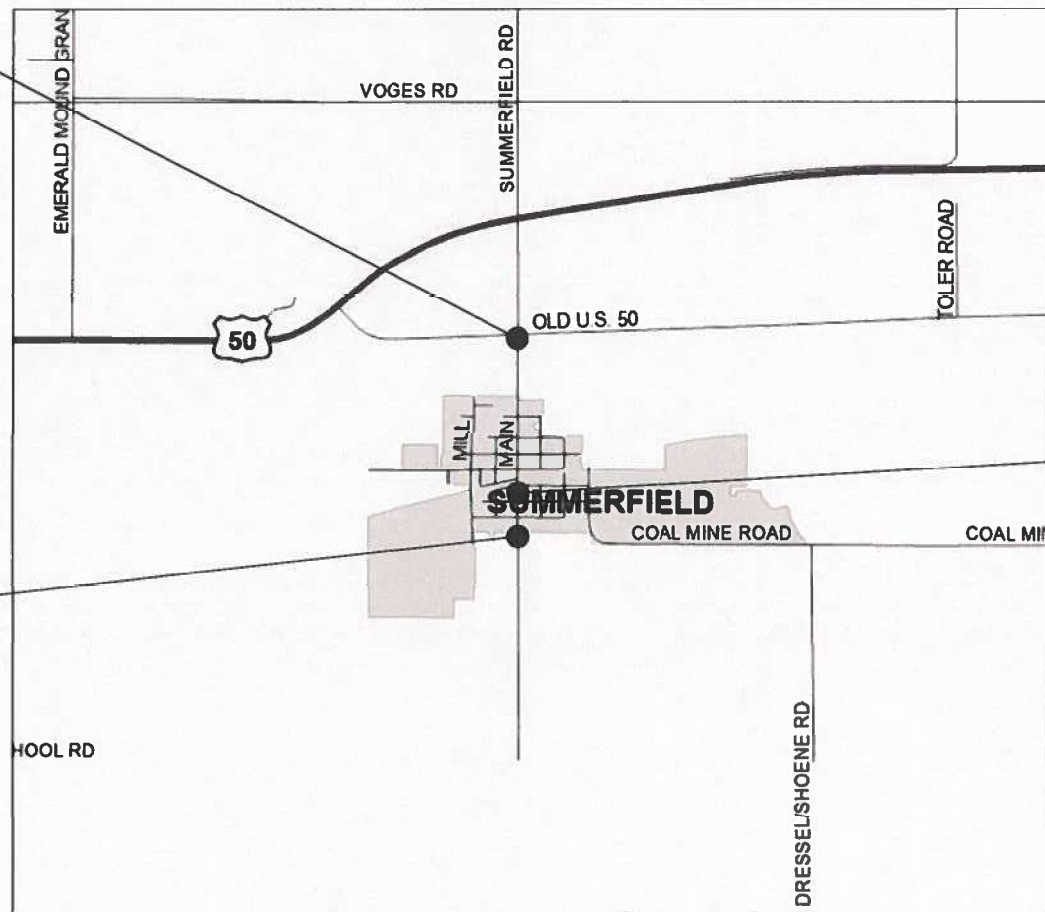 EMERALD MOUND GRAN
SUMMERFIELD RD
VOGES RD
TOLER ROAD
OLD U.S. 50
50
MILL
MAIN
SUMMERFIELD
COAL MINE ROAD
COAL MIN
HOOL RD
DRESSEL/SHOENE RD